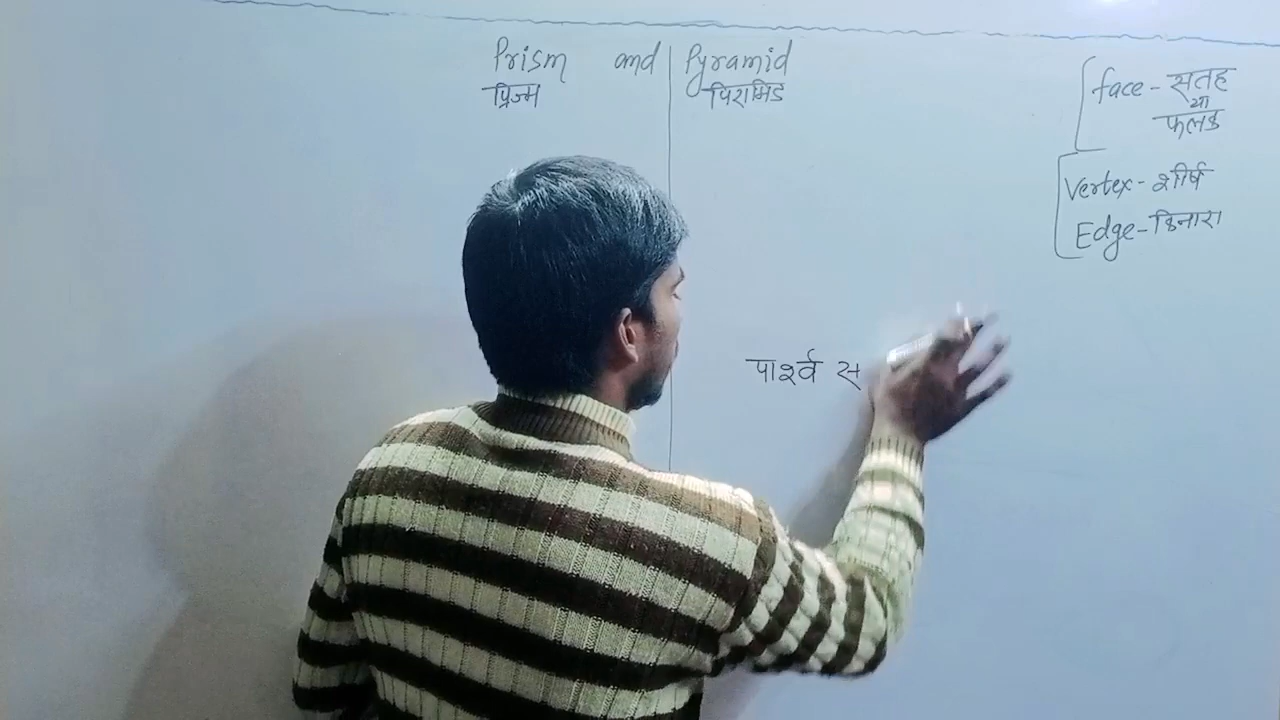 Prism and Pyramid
प्रिज्म पिरामिड
face - सतह
या
फलक
Vertex - शीर्ष
Edge - किनारा
पार्श्व स